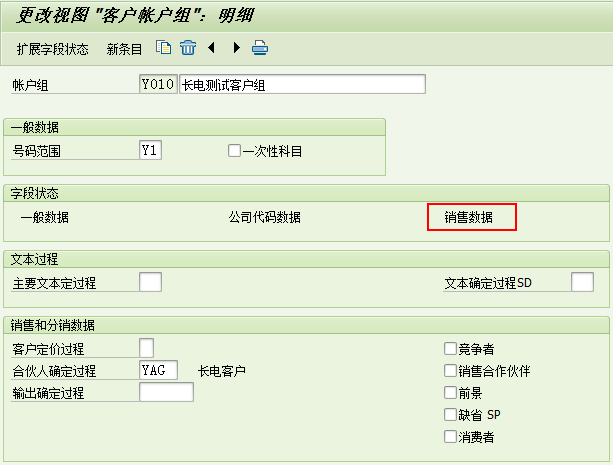 更改视图 "客户帐户组": 明细
扩展字段状态 新条目
帐户组 Y010 长电测试客户组
一般数据
号码范围 Y1 一次性科目
字段状态
一般数据 公司代码数据 销售数据
文本过程
主要文本定过程 文本确定过程SD
销售和分销数据
客户定价过程 竟争者
合伙人确定过程 YAG 长电客户 销售合作伙伴
输出确定过程 前景
缺省 SP
消费者